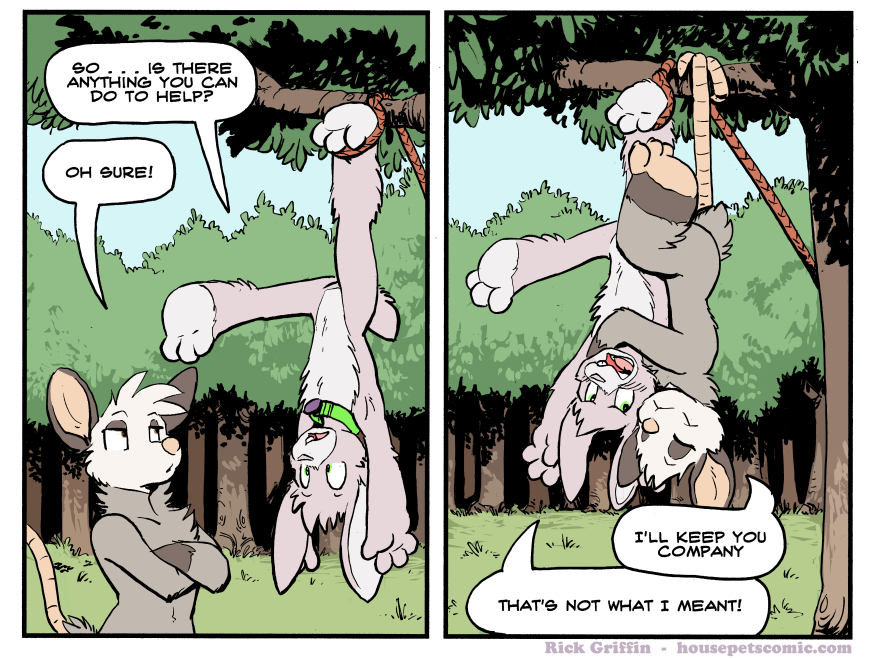 SO . . . IS THERE
ANYTHING YOU CAN
DO TO HELP?
OH SURE!
I'LL KEEP YOU
COMPANY
THAT'S NOT WHAT I MEANT!
Rick Griffin - housepetscomic.com